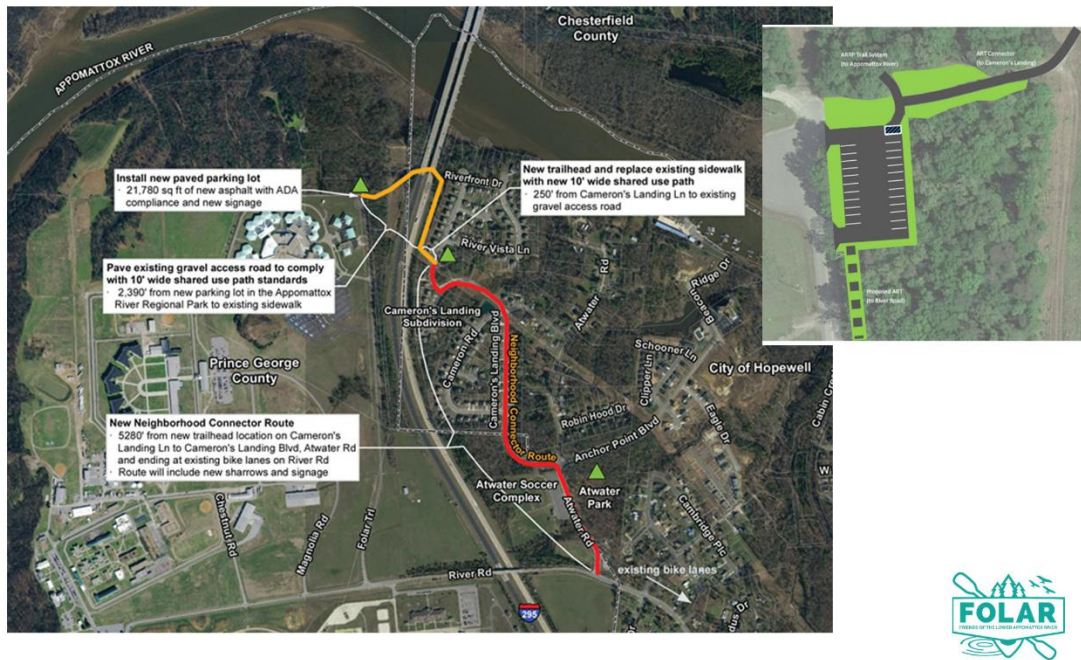 APPOMATTOX RIVER
Chesterfield
County
Install new paved parking lot
· 21,780 sq ft of new asphalt with ADA
compliance and new signage
Riverfront Dr
New trailhead and replace existing sidewalk
with new 10' wide shared use path
· 250' from Cameron's Landing Ln to existing
gravel access road
River Vista Ln
Pave existing gravel access road to comply
with 10' wide shared use path standards
· 2,390' from new parking lot in the Appomattox
River Regional Park to existing sidewalk
Cameron's Landing
Subdivision
Atwater
Rd
Beacon
Ridge Dr
Prince George
County
Cameron Rd
Cameron's Landing Blvd
Neighborhood Connector Route
Schooner Ln
Clipper Ln
City of Hopewell
Robin Hood Dr
Eagle Dr
Anchor Point Blvd
New Neighborhood Connector Route
· 5280' from new trailhead location on Cameron's
Landing Ln to Cameron's Landing Blvd, Atwater Rd
and ending at existing bike lanes on River Rd
· Route will include new sharrows and signage
Atwater Soccer
Complex
Atwater
Park
Cambridge Plc
Chestnut Rd
Magnolia Rd
Folar Trl
Atwater Rd
River Rd
existing bike lanes
295
ARRP Trail System
(to Appomattox River)
ART Connector
(to Cameron's Landing)
Proposed ART
(to River Road)
FOLAR
FRIENDS OF THE LOWER APPOMATTOX RIVER